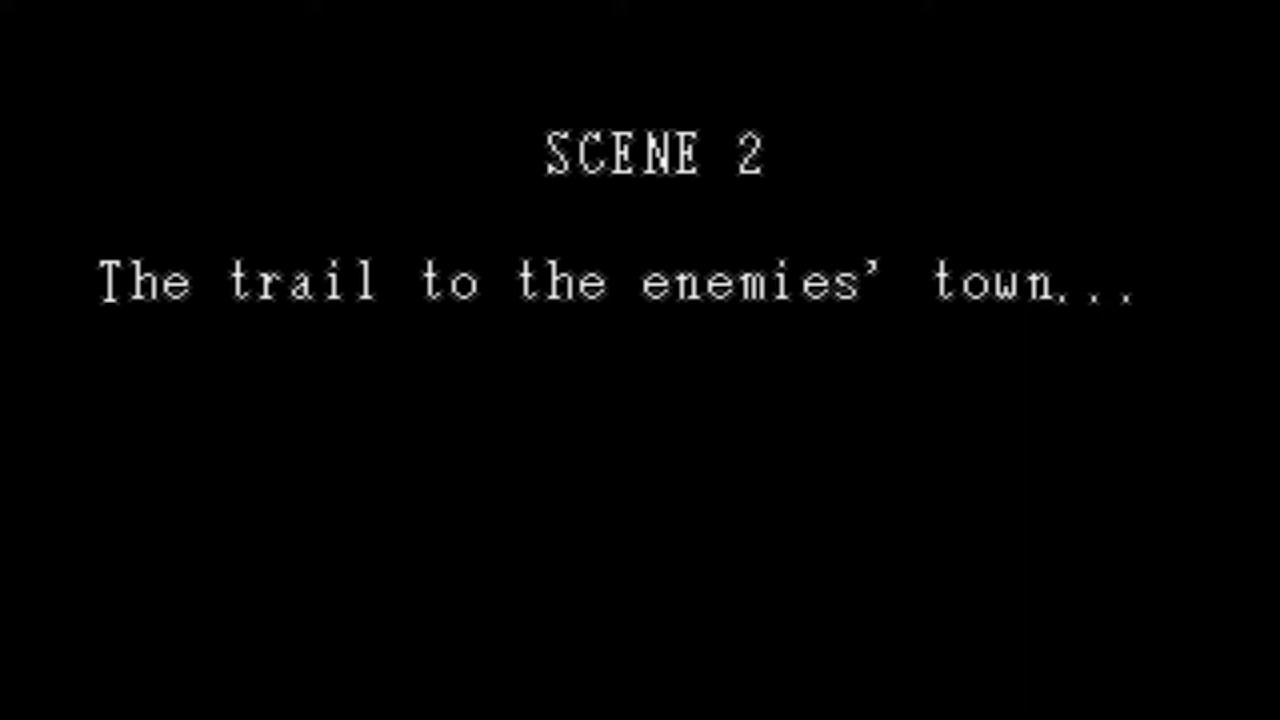 SCENE 2
The trail to the enemies’ town...